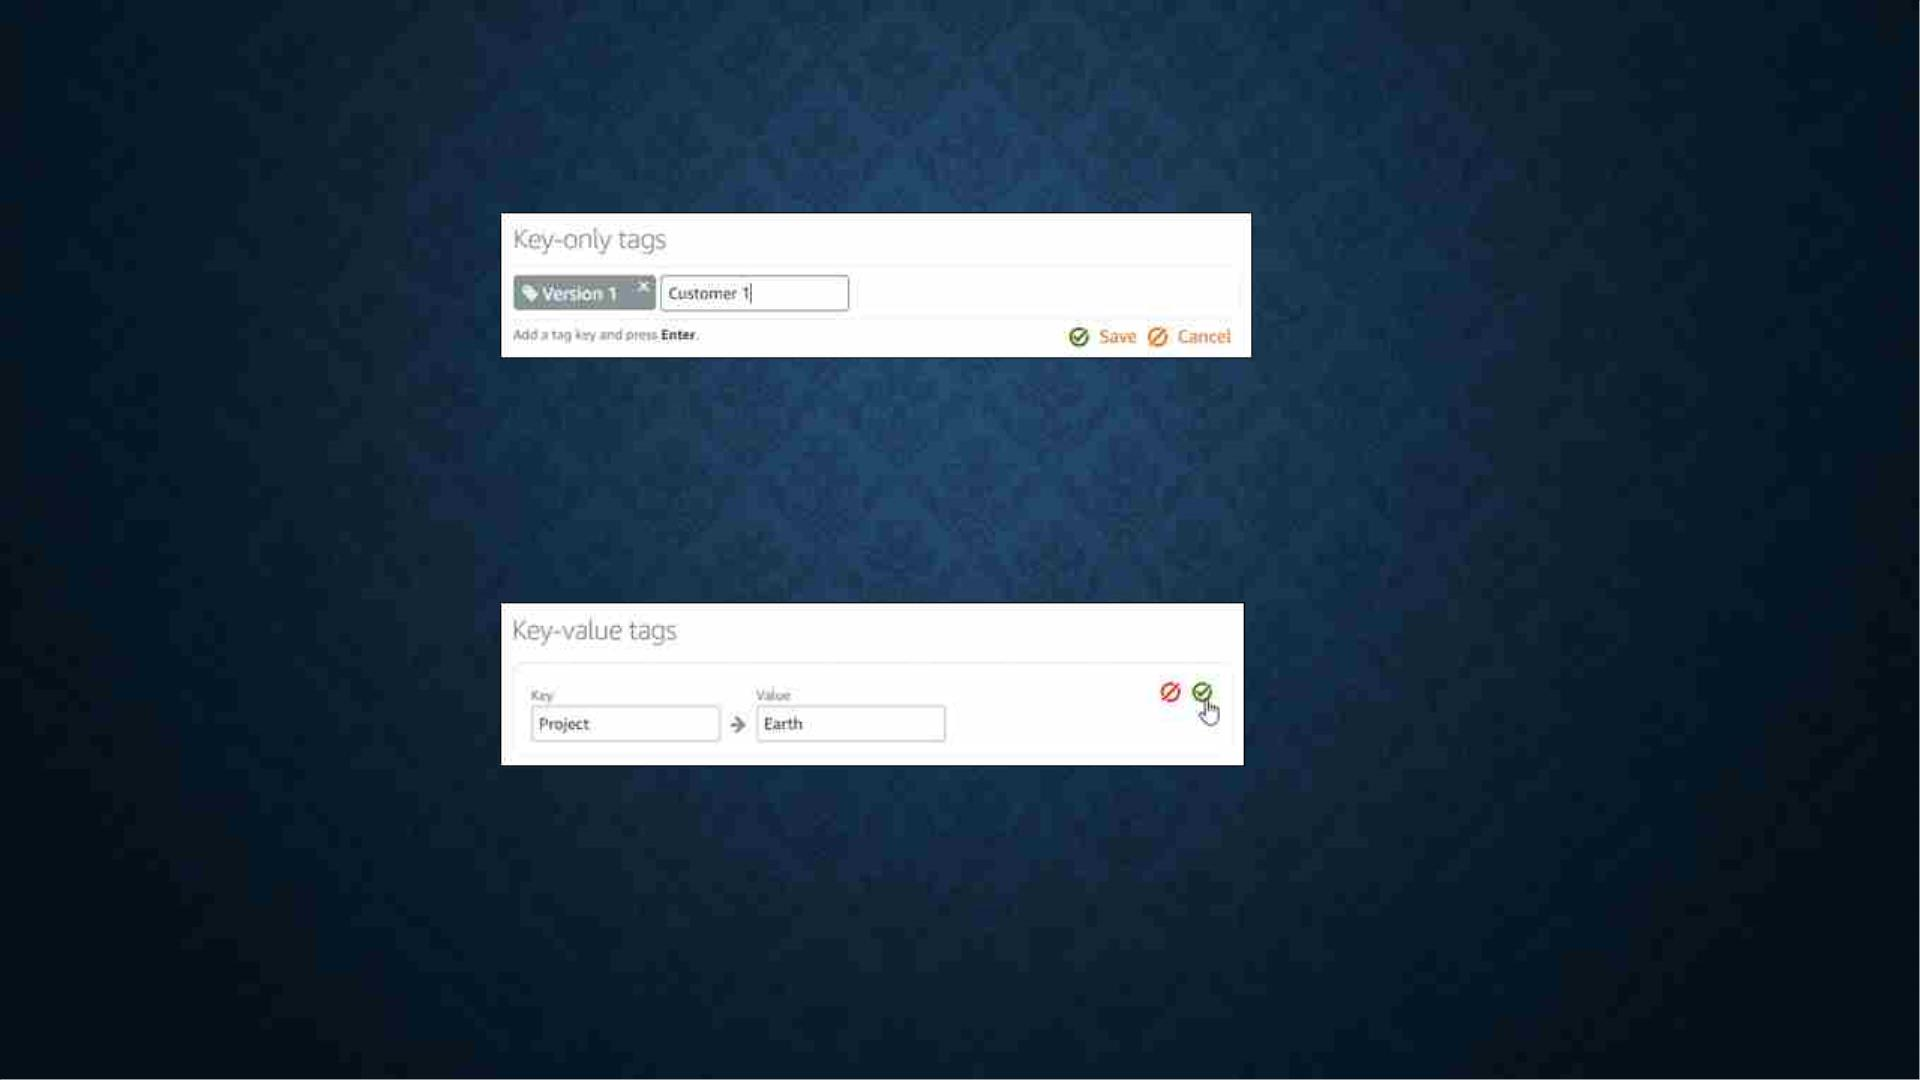 Key-only tags
Version 1 Customer 1
Add a tag key and press Enter.
Save Cancel
Key-value tags
Key Value
Project Earth